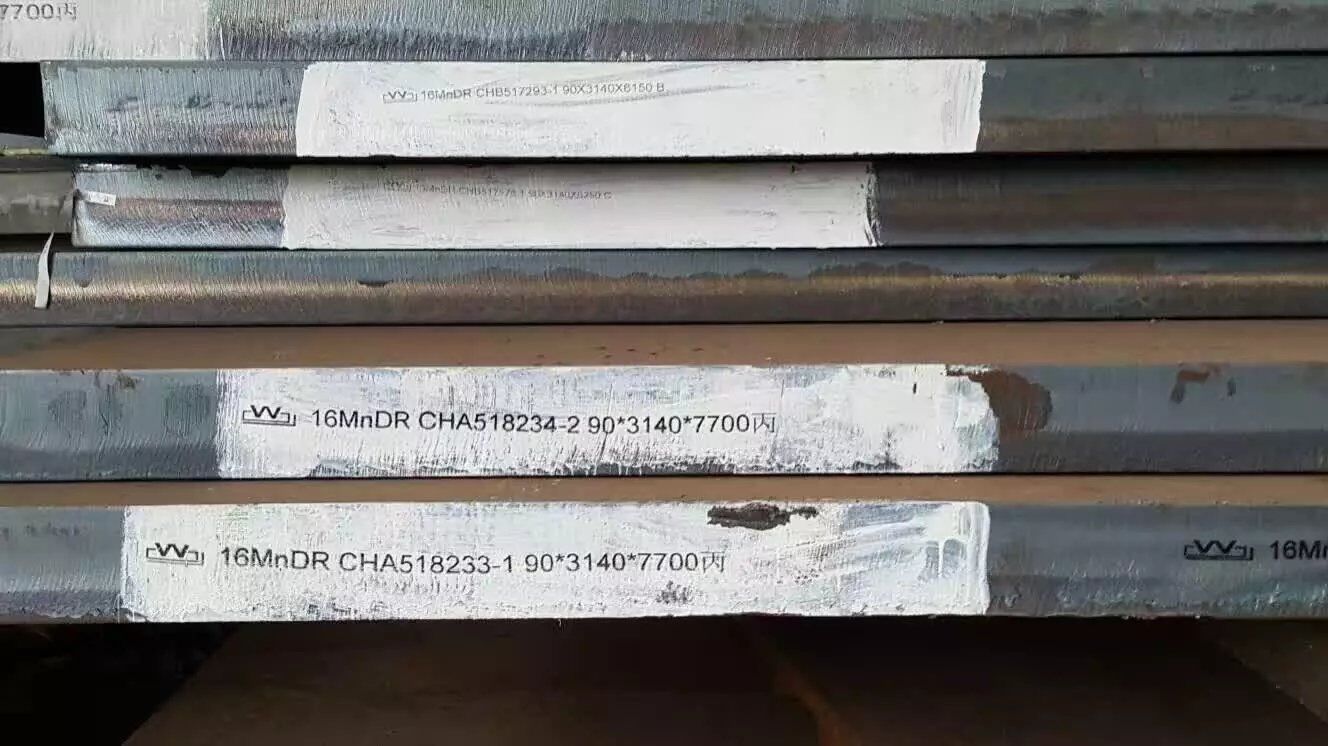 7700丙
16MnDR CHB517293-1 90X3140X6150 B
16MnDR CHA518234-2 90*3140*7700丙
16MnDR CHA518233-1 90*3140*7700丙